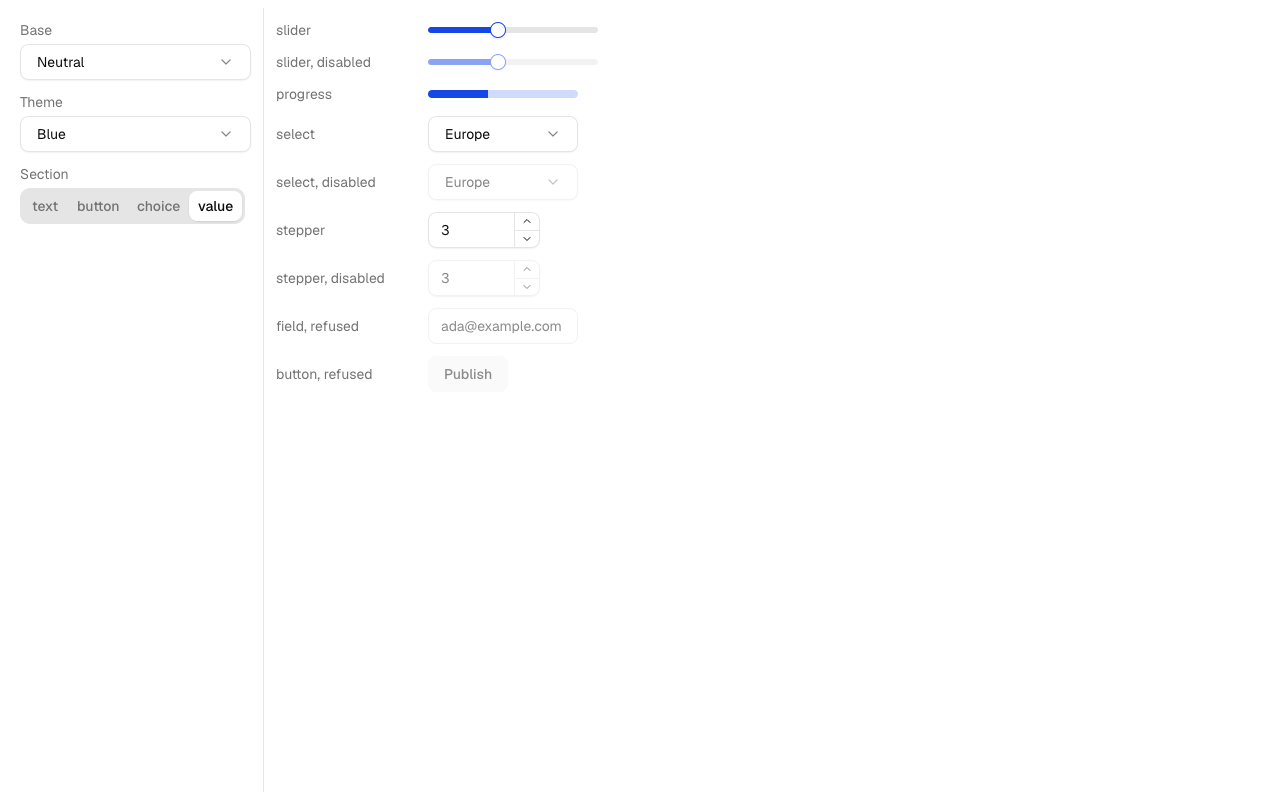 Base
Neutral
Theme
Blue
Section
text button choice value
slider
slider, disabled
progress
select Europe
select, disabled Europe
stepper 3
stepper, disabled 3
field, refused ada@example.com
button, refused Publish